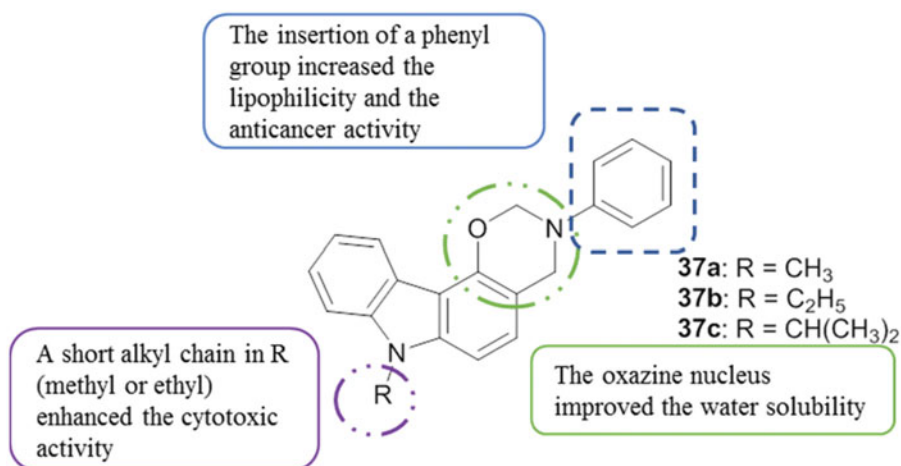 The insertion of a phenyl
group increased the
lipophilicity and the
anticancer activity
O
N
37a: R = CH₃
37b: R = C₂H₅
37c: R = CH(CH₃)₂
N
R
A short alkyl chain in R
(methyl or ethyl)
enhanced the cytotoxic
activity
The oxazine nucleus
improved the water solubility